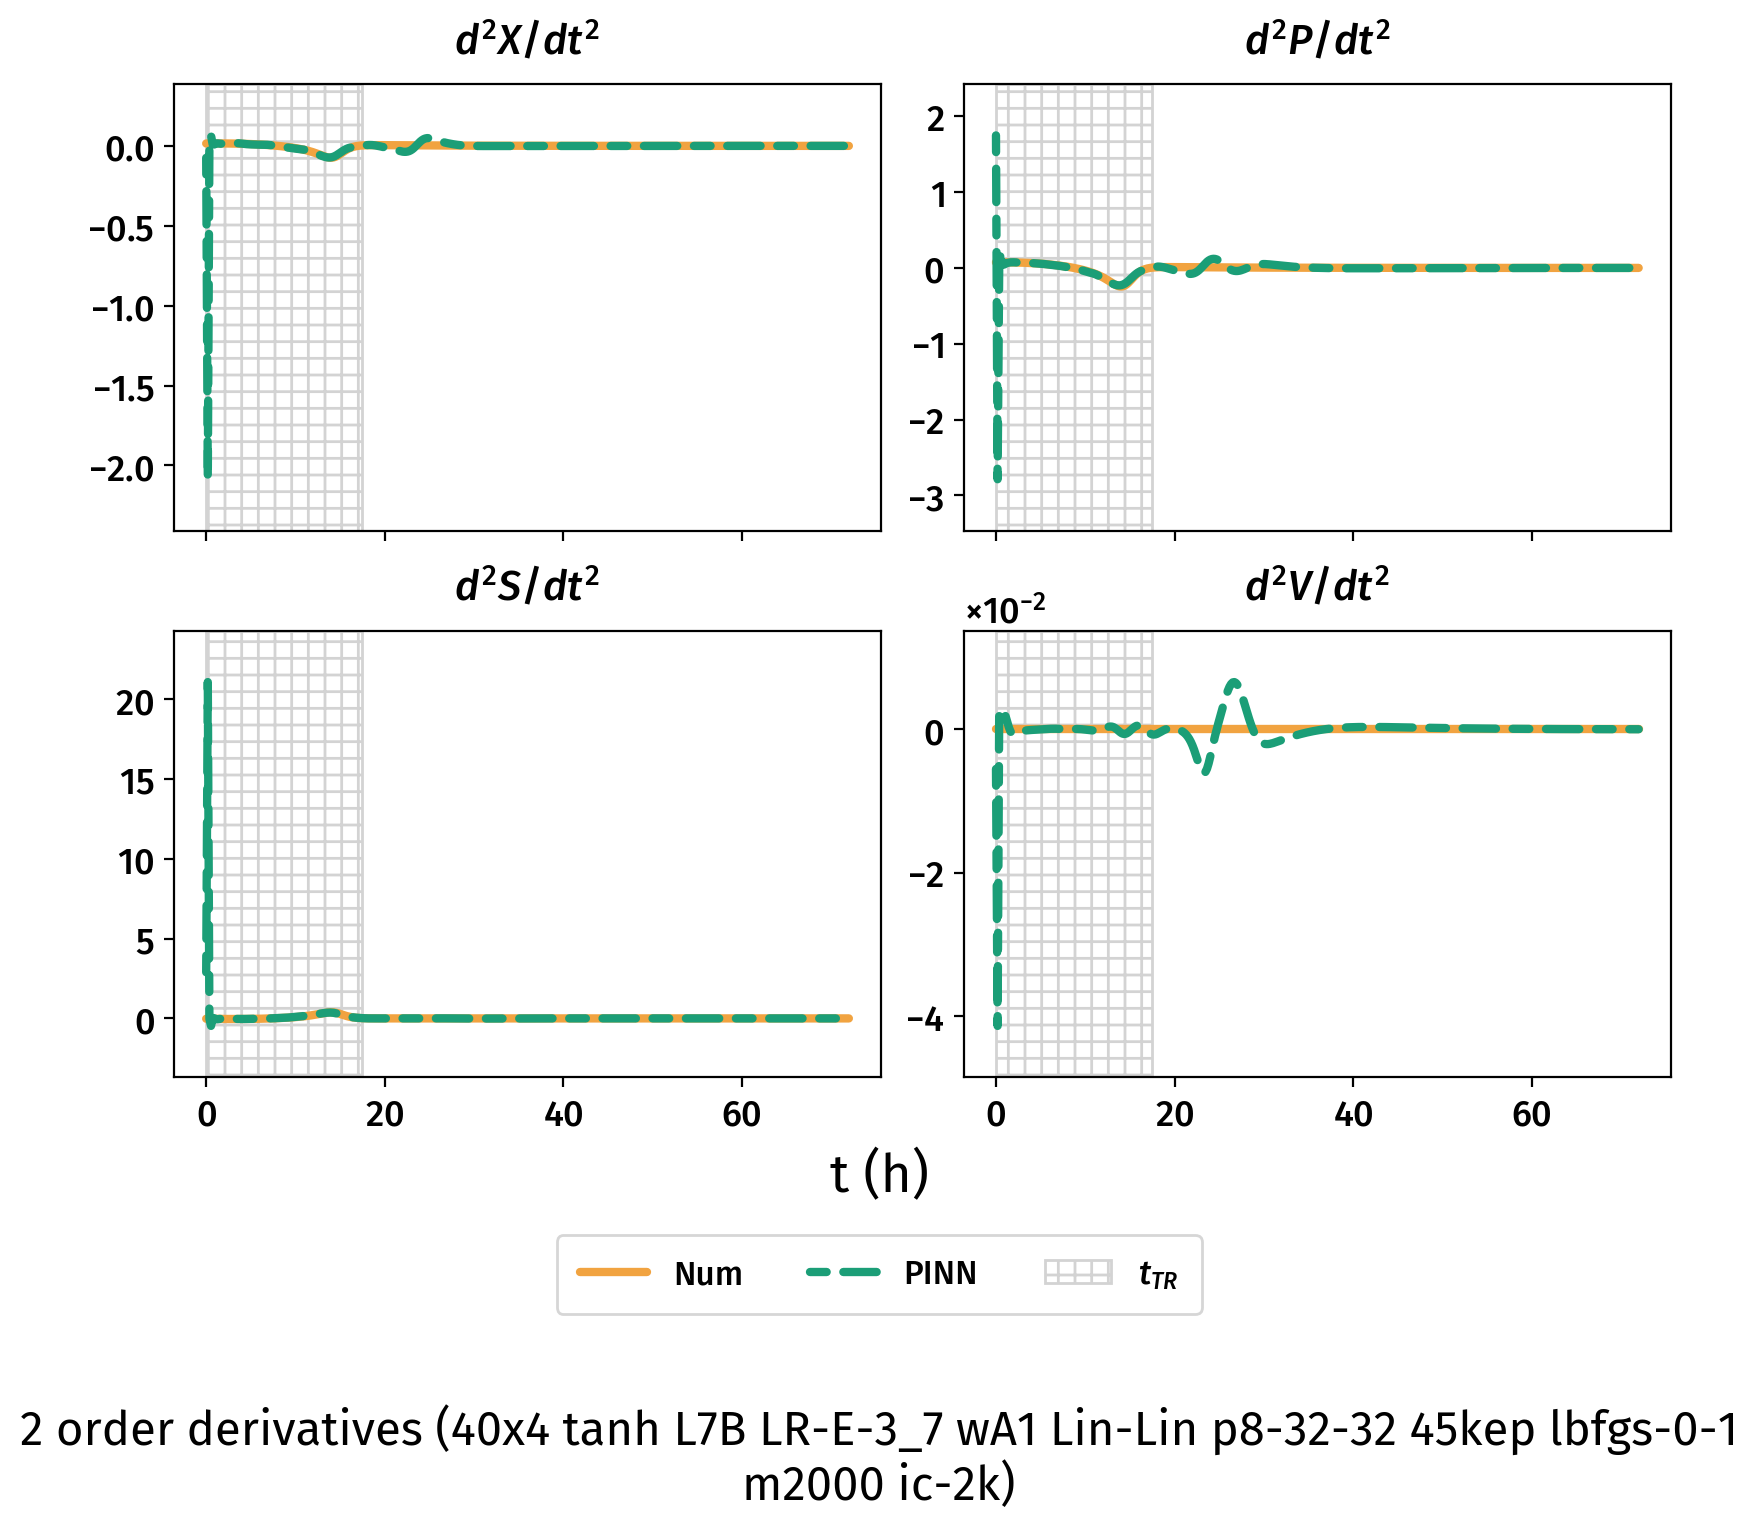 d²X/dt²
d²P/dt²
0.0
−0.5
−1.0
−1.5
−2.0
2
1
0
−1
−2
−3
d²S/dt²
d²V/dt²
×10⁻²
20
15
10
5
0
0
−2
−4
0 20 40 60
0 20 40 60
t (h)
Num PINN t_TR
2 order derivatives (40x4 tanh L7B LR-E-3_7 wA1 Lin-Lin p8-32-32 45kep lbfgs-0-1
m2000 ic-2k)